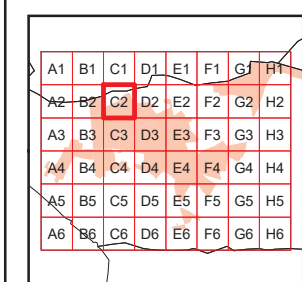 A1 B1 C1 D1 E1 F1 G1 H1
A2 B2 C2 D2 E2 F2 G2 H2
A3 B3 C3 D3 E3 F3 G3 H3
A4 B4 C4 D4 E4 F4 G4 H4
A5 B5 C5 D5 E5 F5 G5 H5
A6 B6 C6 D6 E6 F6 G6 H6